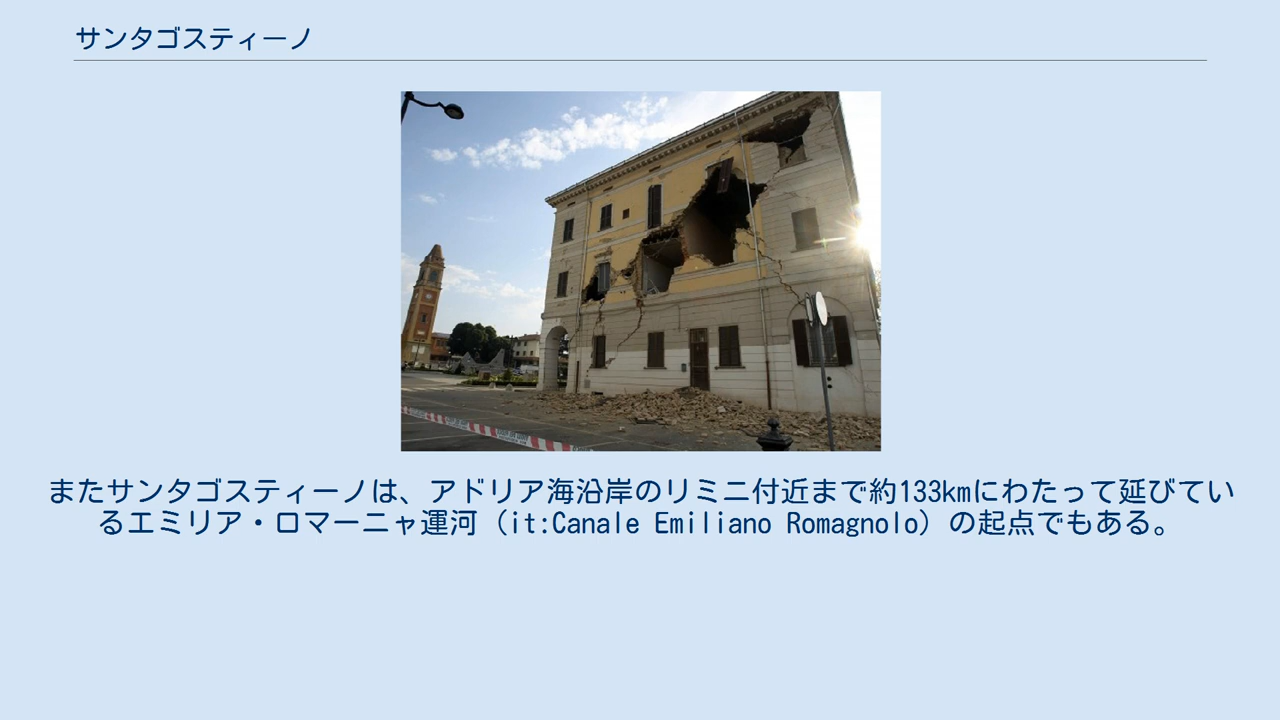 サンタゴスティーノ
またサンタゴスティーノは、アドリア海沿岸のリミニ付近まで約133kmにわたって延びてい
るエミリア・ロマーニャ運河（it:Canale Emiliano Romagnolo）の起点でもある。